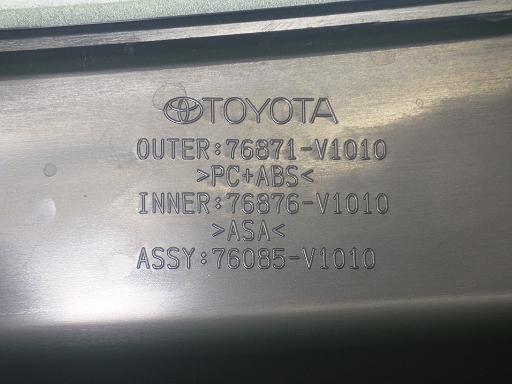 TOYOTA
OUTER:76871-V1010
>PC+ABS<
INNER:76876-V1010
>ASA<
ASSY:76085-V1010